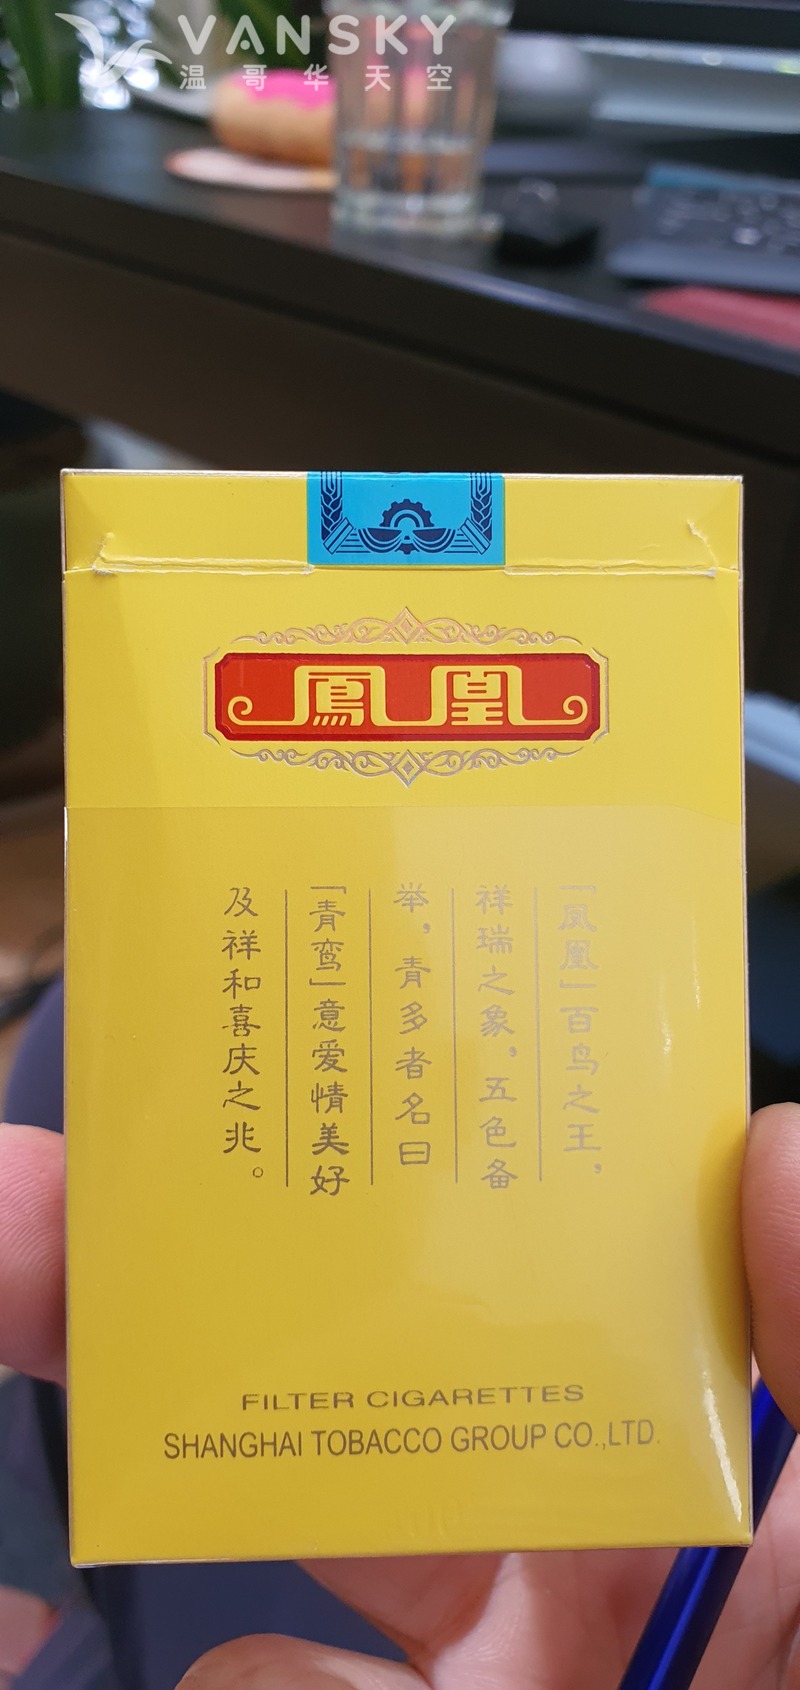 VANSKY
温哥华天空
鳳凰
「凤凰」百鸟之王，
祥瑞之象，五色备
举，青多者名曰
「青鸾」意爱情美好
及祥和喜庆之兆。
FILTER CIGARETTES
SHANGHAI TOBACCO GROUP CO.,LTD.